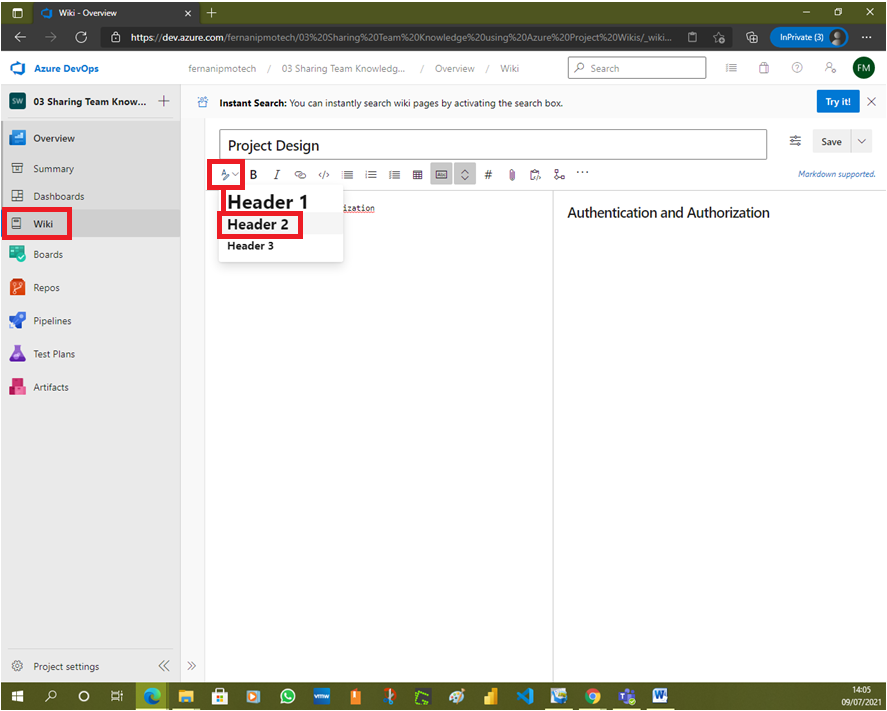 Wiki - Overview
https://dev.azure.com/fernanipmotech/03%20Sharing%20Team%20Knowledge%20using%20Azure%20Project%20Wikis/_wiki...
InPrivate (3)
Azure DevOps
fernanipmotech / 03 Sharing Team Knowledg... / Overview / Wiki
Search
FM
SW
03 Sharing Team Know...
Instant Search: You can instantly search wiki pages by activating the search box.
Try it!
Overview
Summary
Dashboards
Wiki
Boards
Repos
Pipelines
Test Plans
Artifacts
Project Design
Save
B I </> #
Markdown supported.
Header 1
Header 2
Header 3
ization
Authentication and Authorization
Project settings
vmw
14:05
09/07/2021